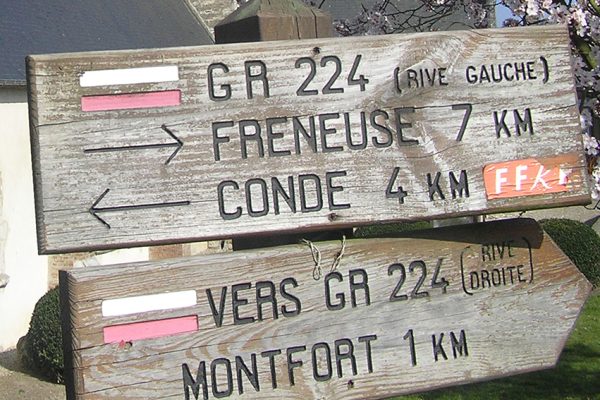 GR 224 (RIVE GAUCHE)
FRENEUSE 7 KM
CONDE 4 KM FFRP
VERS GR 224 (RIVE DROITE)
MONTFORT 1 KM